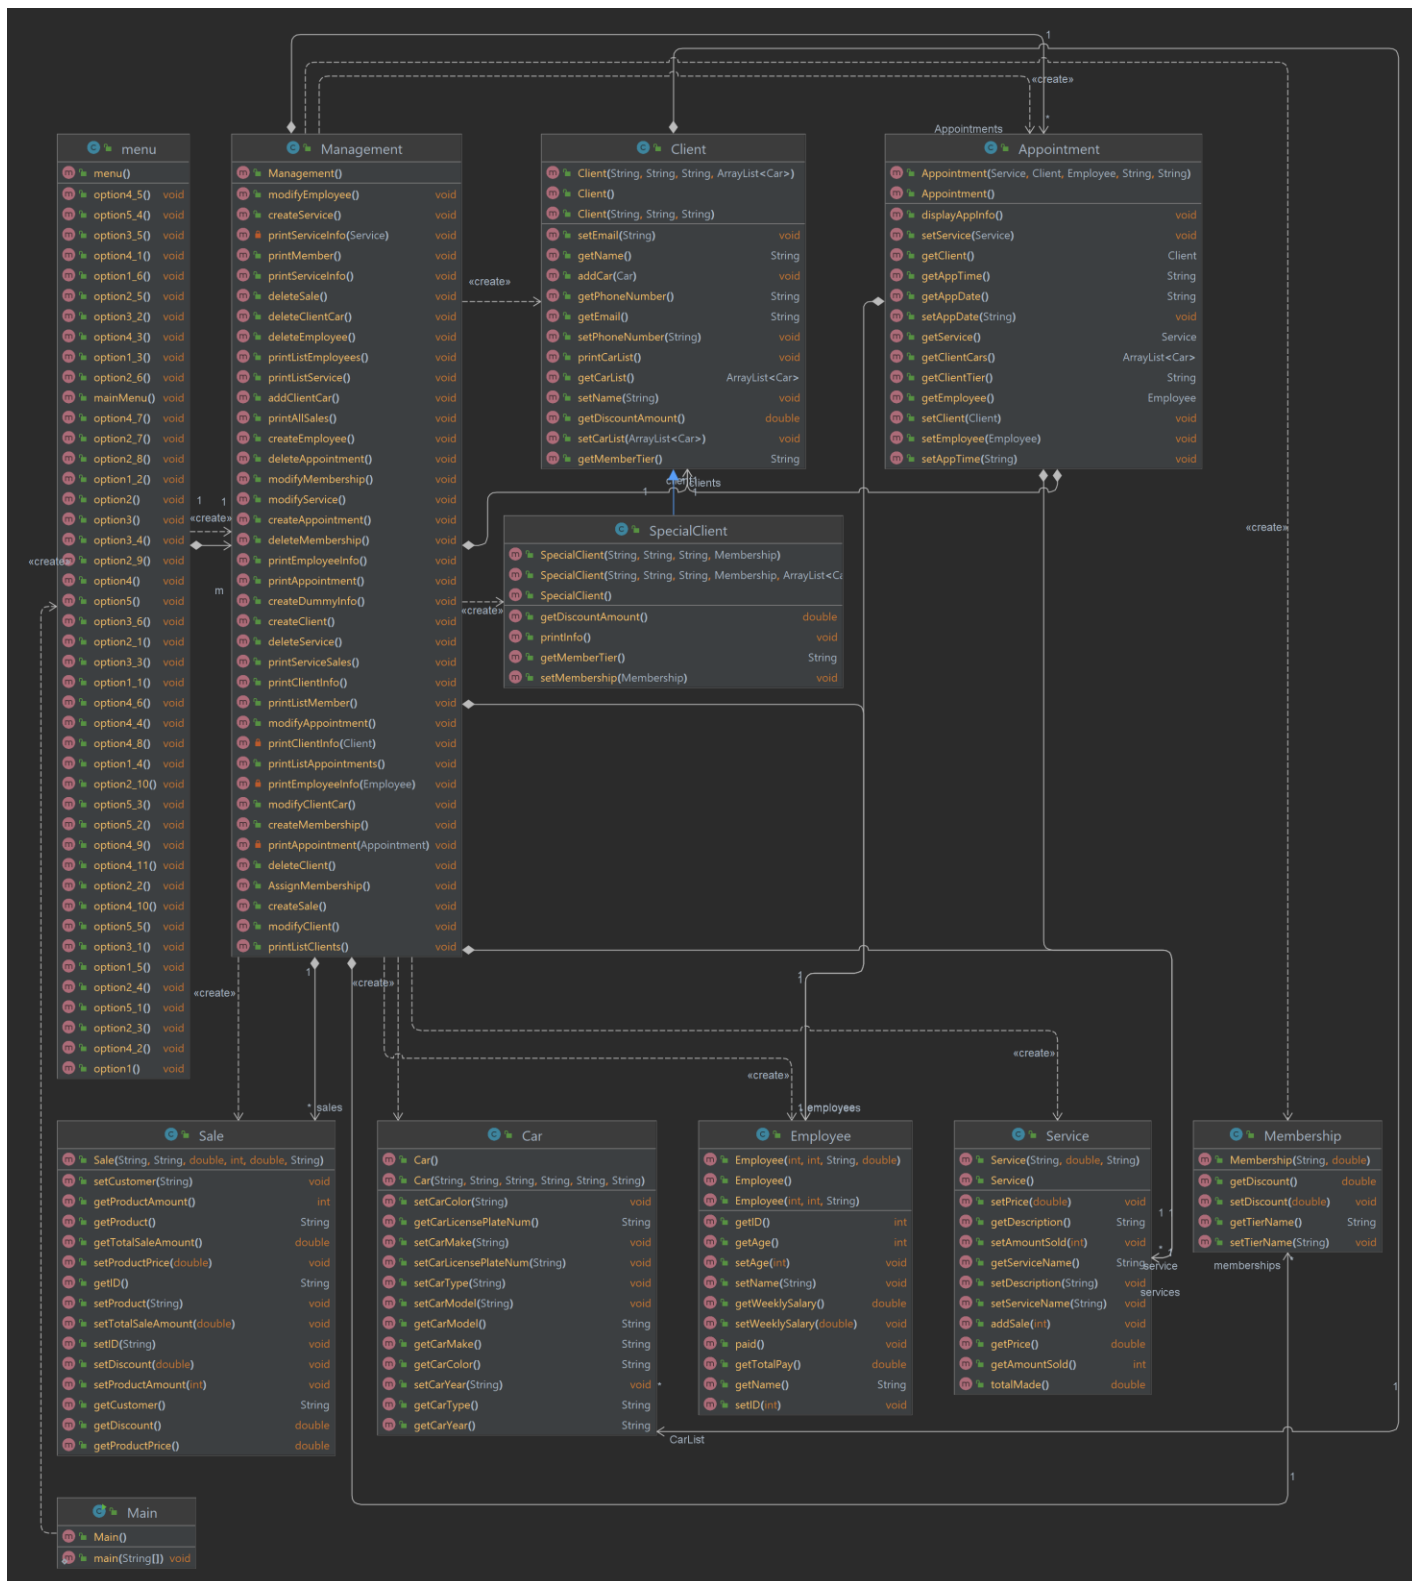 1
«create»
Appointments
*
menu
menu()
option4_5() void
option5_4() void
option3_5() void
option4_1() void
option1_6() void
option2_5() void
option3_2() void
option4_3() void
option1_3() void
option2_6() void
mainMenu() void
option4_7() void
option2_7() void
option2_8() void
option1_2() void
option2() void
option3() void
option3_4() void
option2_9() void
option4() void
option5() void
option3_6() void
option2_1() void
option3_3() void
option1_1() void
option4_6() void
option4_4() void
option4_8() void
option1_4() void
option2_10() void
option5_3() void
option5_2() void
option4_9() void
option4_11() void
option2_2() void
option4_10() void
option5_5() void
option3_1() void
option1_5() void
option2_4() void
option5_1() void
option2_3() void
option4_2() void
option1() void
«create»
1 1
«create»
m
Management
Management()
modifyEmployee() void
createService() void
printServiceInfo(Service) void
printMember() void
printServiceInfo() void
deleteSale() void
deleteClientCar() void
deleteEmployee() void
printListEmployees() void
printListService() void
addClientCar() void
printAllSales() void
createEmployee() void
deleteAppointment() void
modifyMembership() void
modifyService() void
createAppointment() void
deleteMembership() void
printEmployeeInfo() void
printAppointment() void
createDummyInfo() void
createClient() void
deleteService() void
printServiceSales() void
printClientInfo() void
printListMember() void
modifyAppointment() void
printClientInfo(Client) void
printListAppointments() void
printEmployeeInfo(Employee) void
modifyClientCar() void
createMembership() void
printAppointment(Appointment) void
deleteClient() void
AssignMembership() void
createSale() void
modifyClient() void
printListClients() void
«create»
Client
Client(String, String, String, ArrayList<Car>)
Client()
Client(String, String, String)
setEmail(String) void
getName() String
addCar(Car) void
getPhoneNumber() String
getEmail() String
setPhoneNumber(String) void
printCarList() void
getCarList() ArrayList<Car>
setName(String) void
getDiscountAmount() double
setCarList(ArrayList<Car>) void
getMemberTier() String
Appointment
Appointment(Service, Client, Employee, String, String)
Appointment()
displayAppInfo() void
setService(Service) void
getClient() Client
getAppTime() String
getAppDate() String
setAppDate(String) void
getService() Service
getClientCars() ArrayList<Car>
getClientTier() String
getEmployee() Employee
setClient(Client) void
setEmployee(Employee) void
setAppTime(String) void
clients
1 1
SpecialClient
SpecialClient(String, String, String, Membership)
SpecialClient(String, String, String, Membership, ArrayList<Ca
SpecialClient()
getDiscountAmount() double
printInfo() void
getMemberTier() String
setMembership(Membership) void
«create»
«create»
«create»
1
«create»
1
«create»
«create»
* sales
employees
Sale
Sale(String, String, double, int, double, String)
setCustomer(String) void
getProductAmount() int
getProduct() String
getTotalSaleAmount() double
setProductPrice(double) void
getID() String
setProduct(String) void
setTotalSaleAmount(double) void
setID(String) void
setDiscount(double) void
setProductAmount(int) void
getCustomer() String
getDiscount() double
getProductPrice() double
Car
Car()
Car(String, String, String, String, String, String)
setCarColor(String) void
getCarLicensePlateNum() String
setCarMake(String) void
setCarLicensePlateNum(String) void
setCarType(String) void
setCarModel(String) void
getCarModel() String
getCarMake() String
getCarColor() String
setCarYear(String) void
getCarType() String
getCarYear() String
*
CarList
Employee
Employee(int, int, String, double)
Employee()
Employee(int, int, String)
getID() int
getAge() int
setAge(int) void
setName(String) void
getWeeklySalary() double
setWeeklySalary(double) void
paid() void
getTotalPay() double
getName() String
setID(int) void
Service
Service(String, double, String)
Service()
setPrice(double) void
getDescription() String
setAmountSold(int) void
getServiceName() String
setDescription(String) void
setServiceName(String) void
addSale(int) void
getPrice() double
getAmountSold() int
totalMade() double
1 1
service
services
Membership
Membership(String, double)
getDiscount() double
setDiscount(double) void
getTierName() String
setTierName(String) void
memberships *
1
1
Main
Main()
main(String[]) void